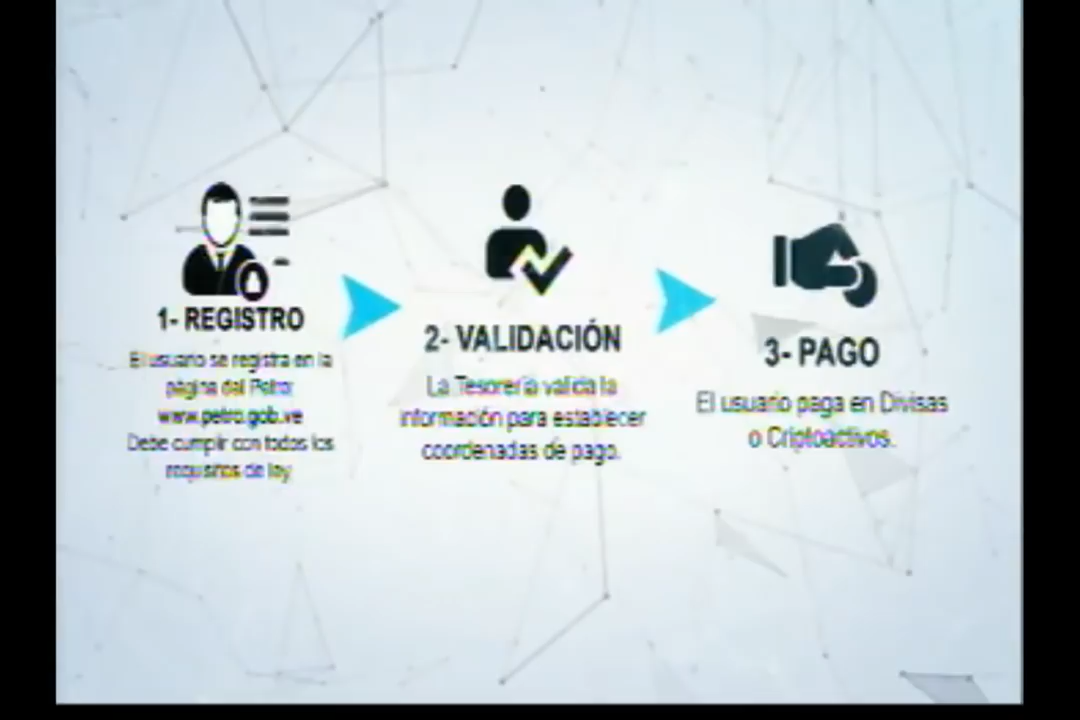 1- REGISTRO
El usuario se registra en la
página del Petro:
www.petro.gob.ve
Debe cumplir con todos los
requisitos de ley
2- VALIDACIÓN
La Tesorería valida la
información para establecer
coordenadas de pago.
3- PAGO
El usuario paga en Divisas
o Criptoactivos.